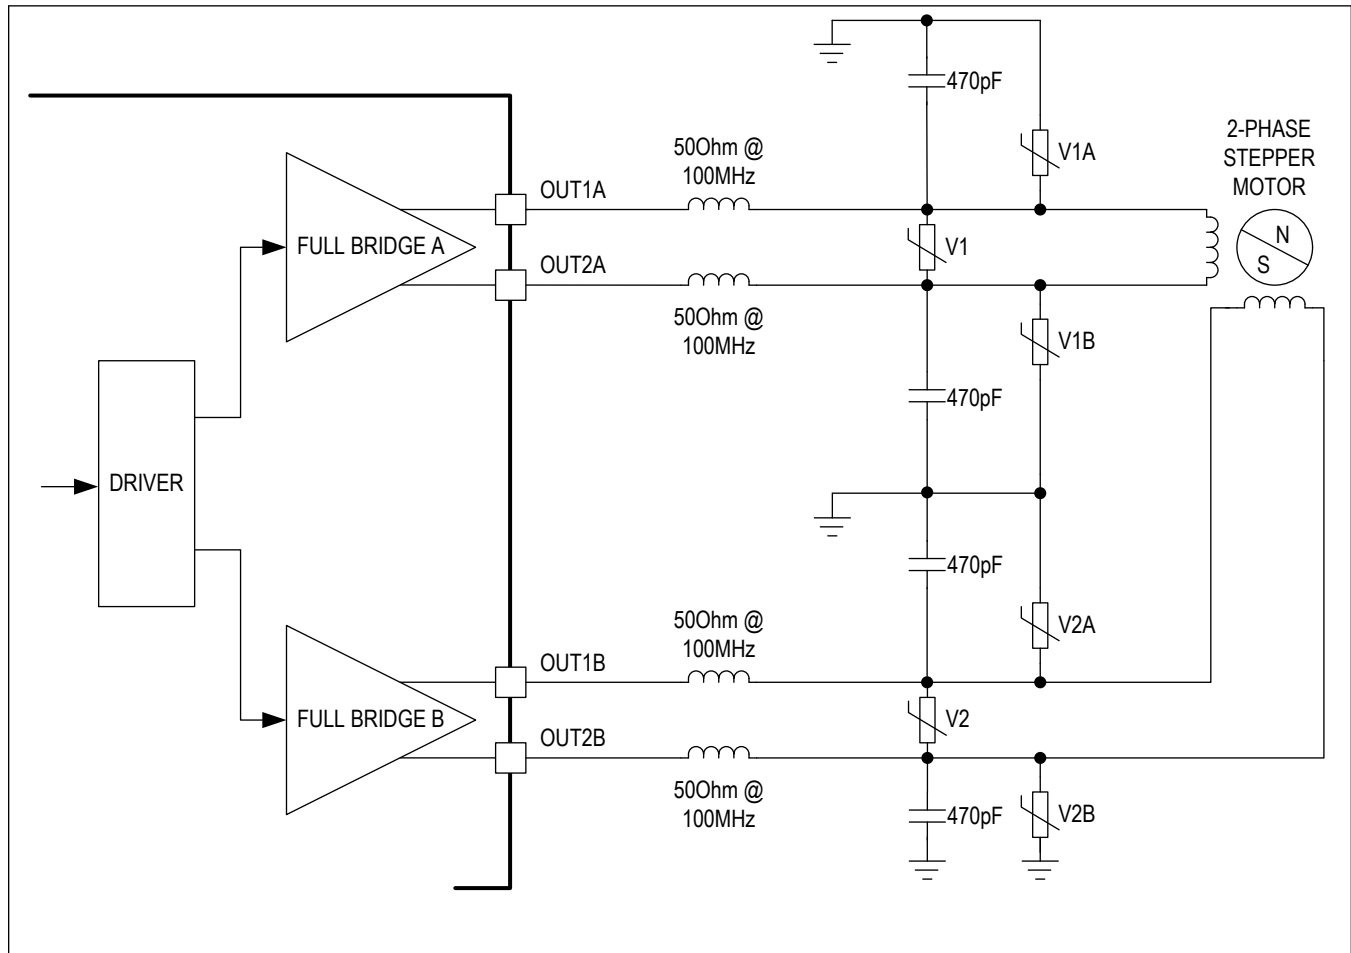 470pF
V1A
2-PHASE
STEPPER
MOTOR
50Ohm @
100MHz
OUT1A
FULL BRIDGE A
V1
N
S
OUT2A
50Ohm @
100MHz
V1B
470pF
DRIVER
470pF
50Ohm @
100MHz
V2A
OUT1B
FULL BRIDGE B
V2
OUT2B
50Ohm @
100MHz
470pF
V2B